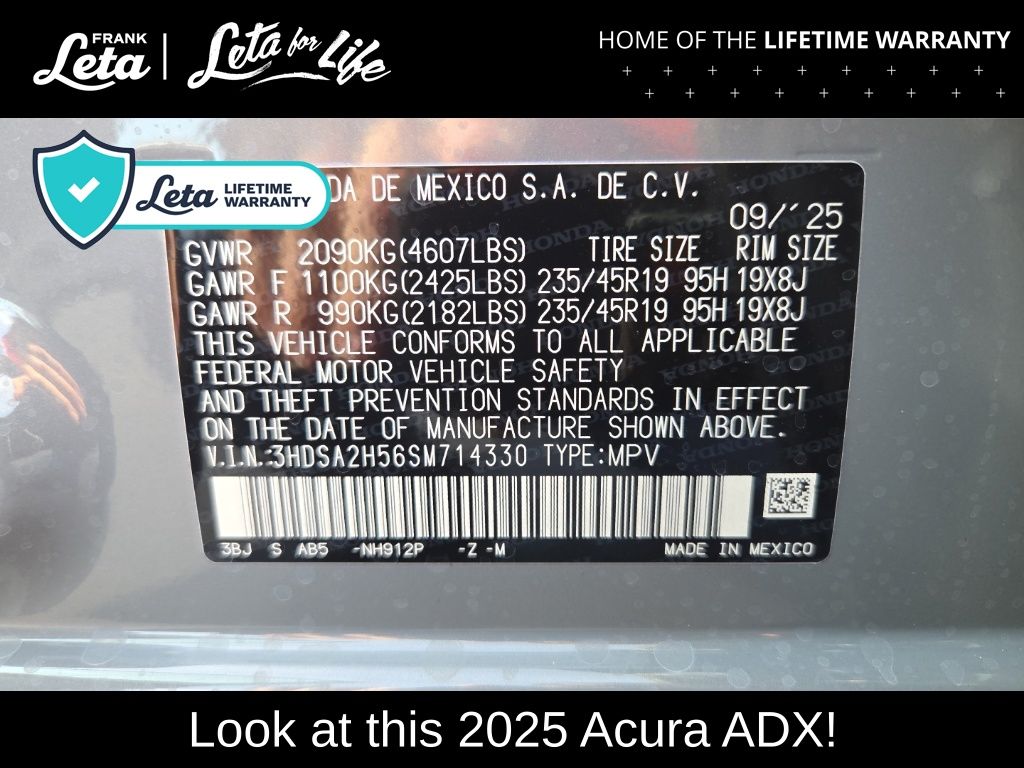 FRANK
Leta
Leta for Life
HOME OF THE LIFETIME WARRANTY
Leta LIFETIME
WARRANTY
DA DE MEXICO S.A. DE C.V.
09/´25
GVWR 2090KG(4607LBS) TIRE SIZE RIM SIZE
GAWR F 1100KG(2425LBS) 235/45R19 95H 19X8J
GAWR R 990KG(2182LBS) 235/45R19 95H 19X8J
THIS VEHICLE CONFORMS TO ALL APPLICABLE
FEDERAL MOTOR VEHICLE SAFETY
AND THEFT PREVENTION STANDARDS IN EFFECT
ON THE DATE OF MANUFACTURE SHOWN ABOVE.
V.I.N.:3HDSA2H56SM714330 TYPE:MPV
3BJ S AB5 -NH912P -Z -M MADE IN MEXICO
Look at this 2025 Acura ADX!